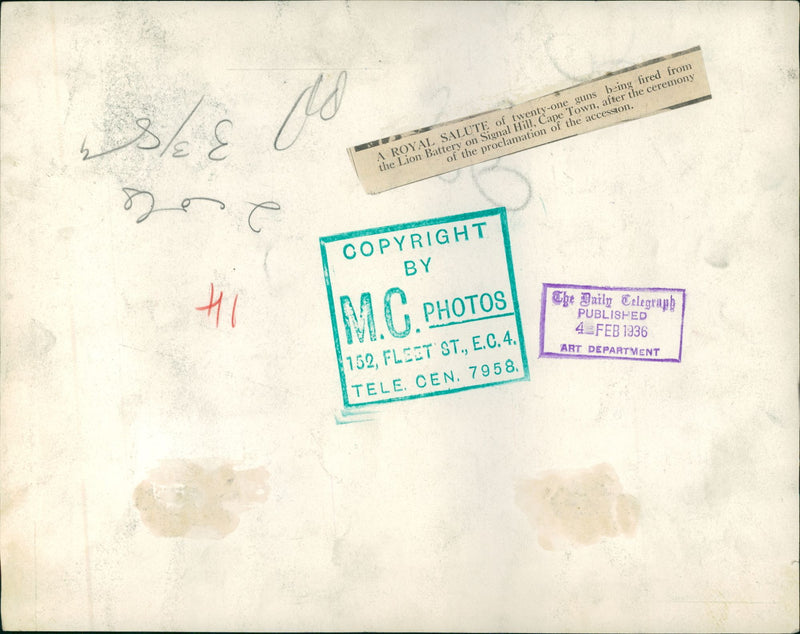 A ROYAL SALUTE of twenty-one guns being fired from
the Lion Battery on Signal Hill, Cape Town, after the ceremony
of the proclamation of the accession.
COPYRIGHT
BY
M.C. PHOTOS
152, FLEET ST., E.C.4.
TELE. CEN. 7958.
The Daily Telegraph
PUBLISHED
4 FEB 1936
ART DEPARTMENT